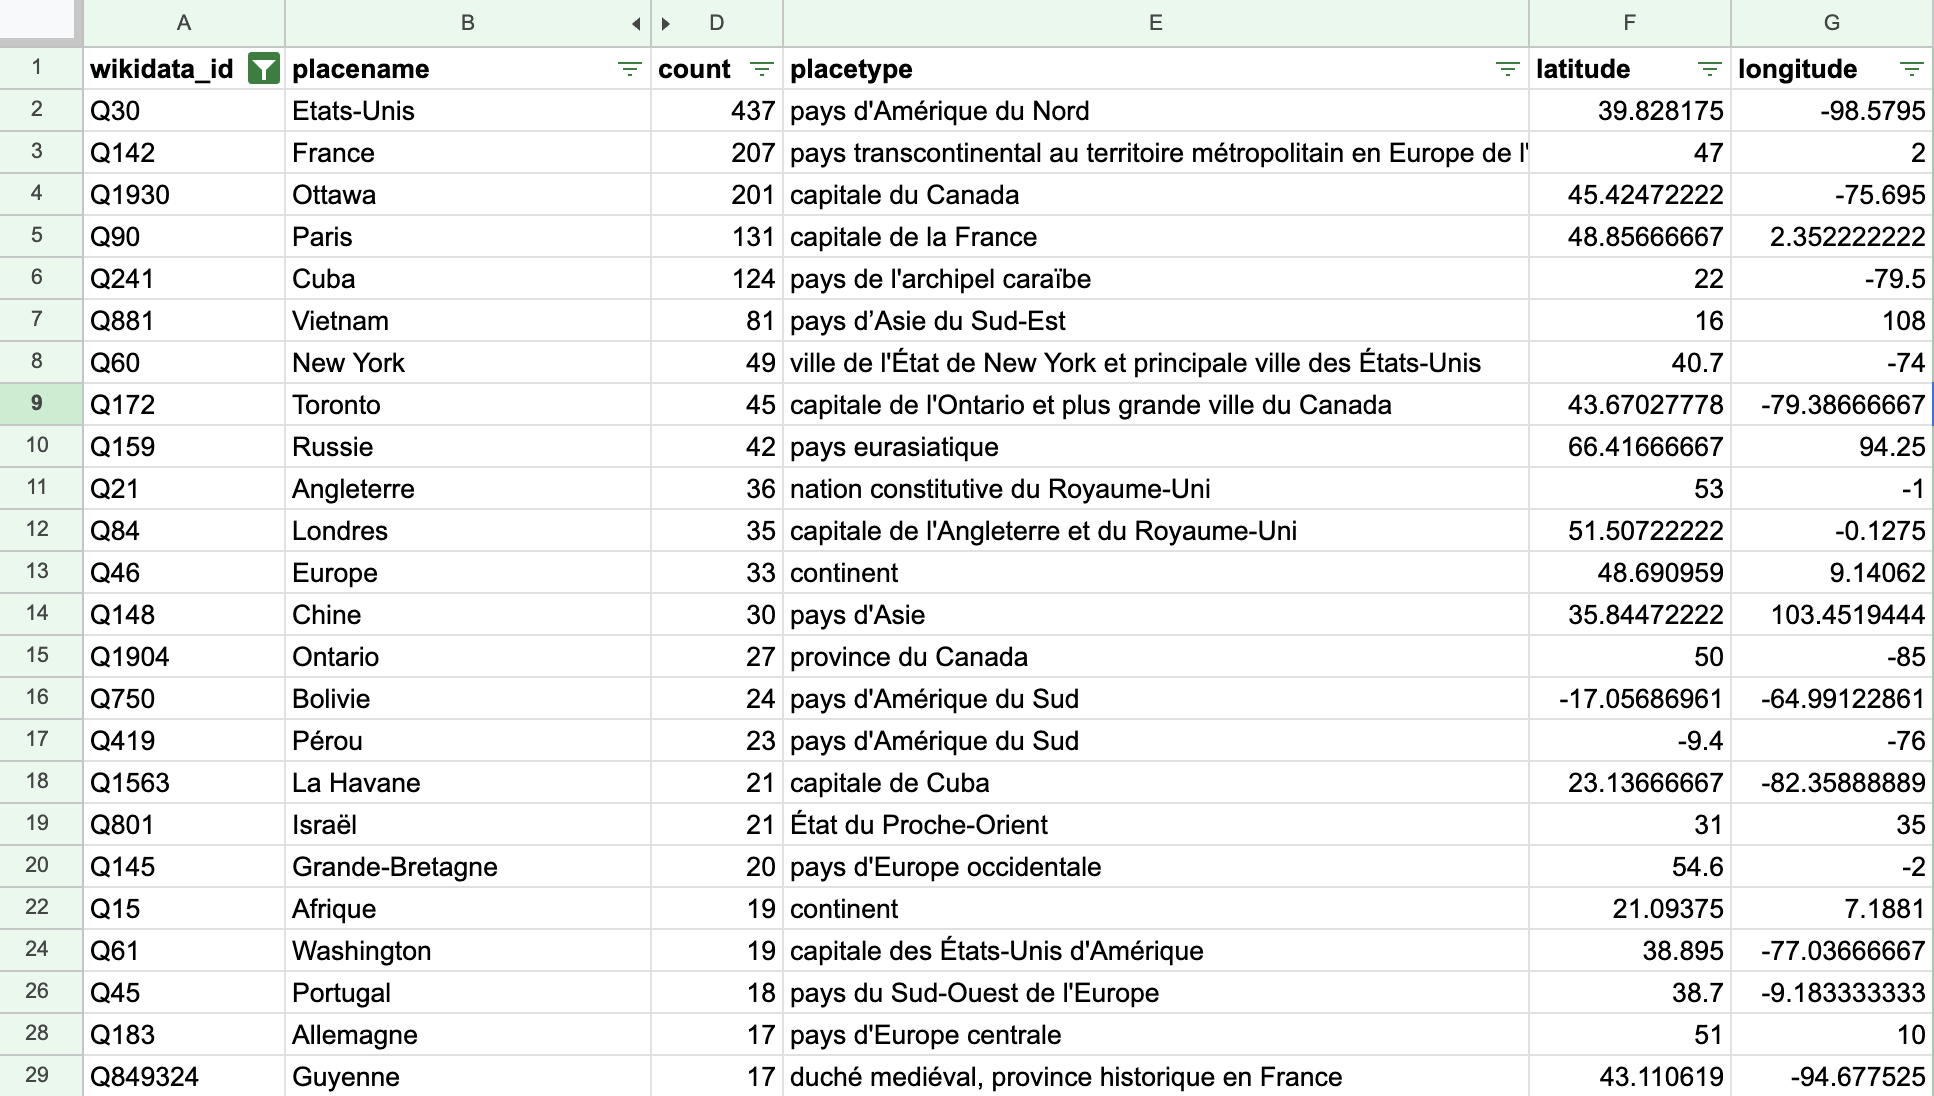 A B D E F G
1 wikidata_id placename count placetype latitude longitude
2 Q30 Etats-Unis 437 pays d'Amérique du Nord 39.828175 -98.5795
3 Q142 France 207 pays transcontinental au territoire métropolitain en Europe de l' 47 2
4 Q1930 Ottawa 201 capitale du Canada 45.42472222 -75.695
5 Q90 Paris 131 capitale de la France 48.85666667 2.352222222
6 Q241 Cuba 124 pays de l'archipel caraïbe 22 -79.5
7 Q881 Vietnam 81 pays d’Asie du Sud-Est 16 108
8 Q60 New York 49 ville de l'État de New York et principale ville des États-Unis 40.7 -74
9 Q172 Toronto 45 capitale de l'Ontario et plus grande ville du Canada 43.67027778 -79.38666667
10 Q159 Russie 42 pays eurasiatique 66.41666667 94.25
11 Q21 Angleterre 36 nation constitutive du Royaume-Uni 53 -1
12 Q84 Londres 35 capitale de l'Angleterre et du Royaume-Uni 51.50722222 -0.1275
13 Q46 Europe 33 continent 48.690959 9.14062
14 Q148 Chine 30 pays d'Asie 35.84472222 103.4519444
15 Q1904 Ontario 27 province du Canada 50 -85
16 Q750 Bolivie 24 pays d'Amérique du Sud -17.05686961 -64.99122861
17 Q419 Pérou 23 pays d'Amérique du Sud -9.4 -76
18 Q1563 La Havane 21 capitale de Cuba 23.13666667 -82.35888889
19 Q801 Israël 21 État du Proche-Orient 31 35
20 Q145 Grande-Bretagne 20 pays d'Europe occidentale 54.6 -2
22 Q15 Afrique 19 continent 21.09375 7.1881
24 Q61 Washington 19 capitale des États-Unis d'Amérique 38.895 -77.03666667
26 Q45 Portugal 18 pays du Sud-Ouest de l'Europe 38.7 -9.183333333
28 Q183 Allemagne 17 pays d'Europe centrale 51 10
29 Q849324 Guyenne 17 duché mediéval, province historique en France 43.110619 -94.677525